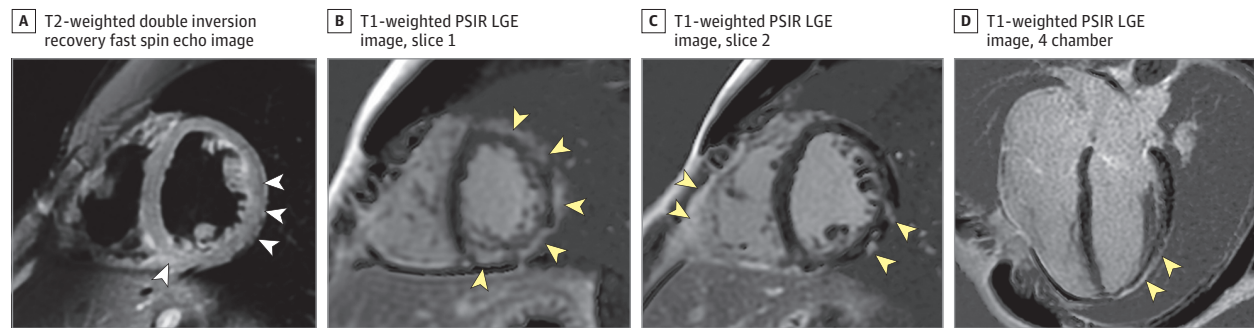 A T2-weighted double inversion
recovery fast spin echo image
B T1-weighted PSIR LGE
image, slice 1
C T1-weighted PSIR LGE
image, slice 2
D T1-weighted PSIR LGE
image, 4 chamber